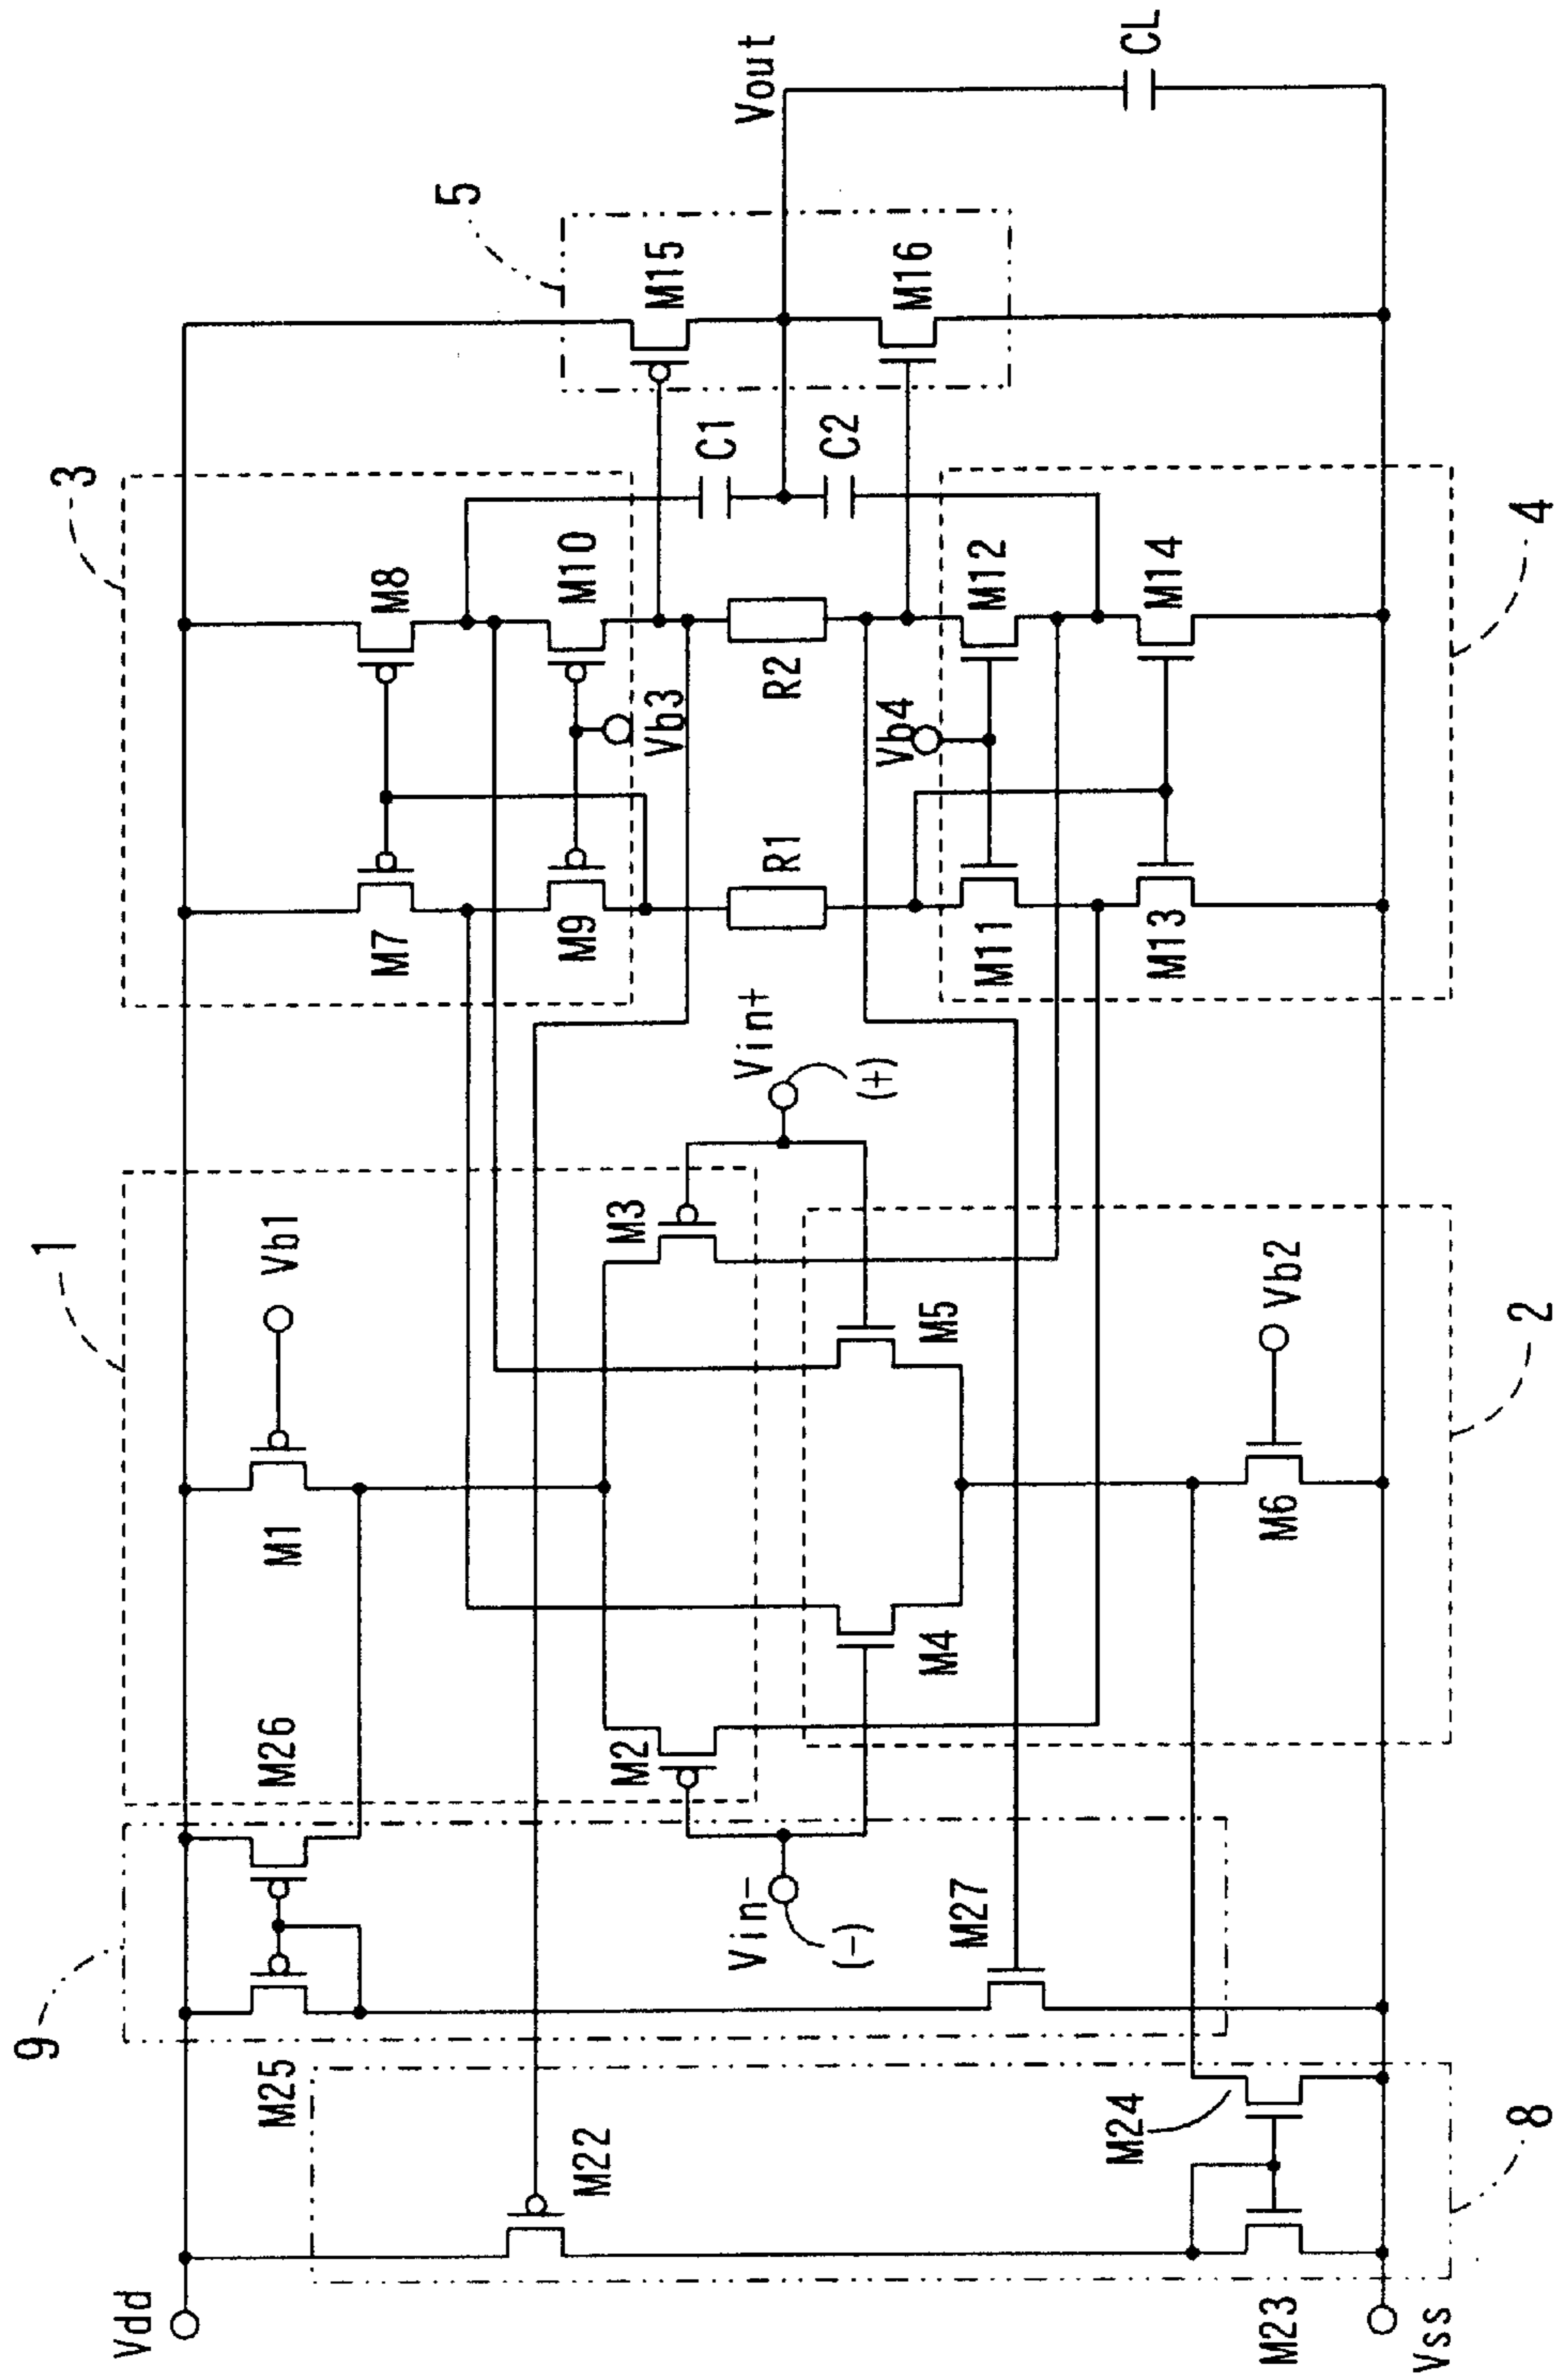 Vdd
Vss
9
8
M25
M26
M22
M23
M24
M27
1
2
M1
Vb1
M2
M3
Vin-
(-)
Vin+
(+)
M4
M5
M6
Vb2
3
4
M7
M8
M9
M10
Vb3
R1
R2
Vb4
M11
M12
M13
M14
C1
C2
5
M15
M16
Vout
CL